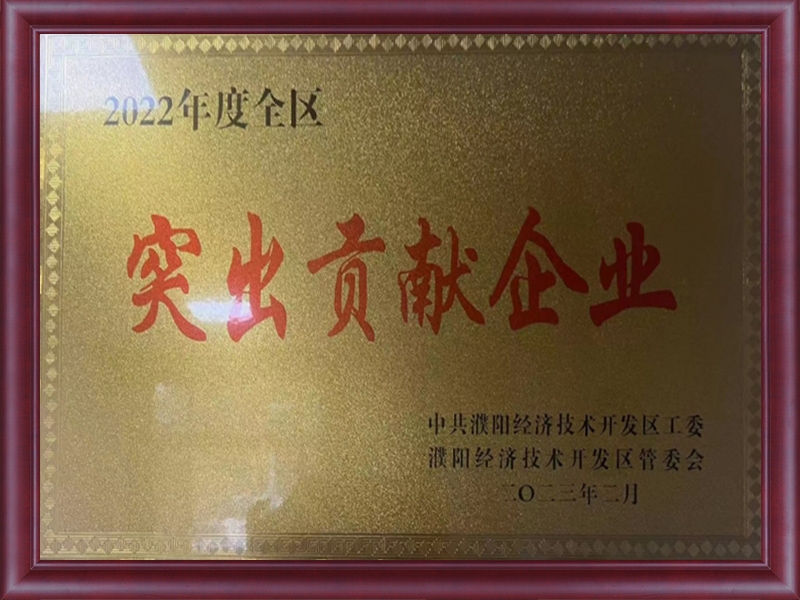 2022年度全区
突出贡献企业
中共濮阳经济技术开发区工委
濮阳经济技术开发区管委会
二〇二三年二月